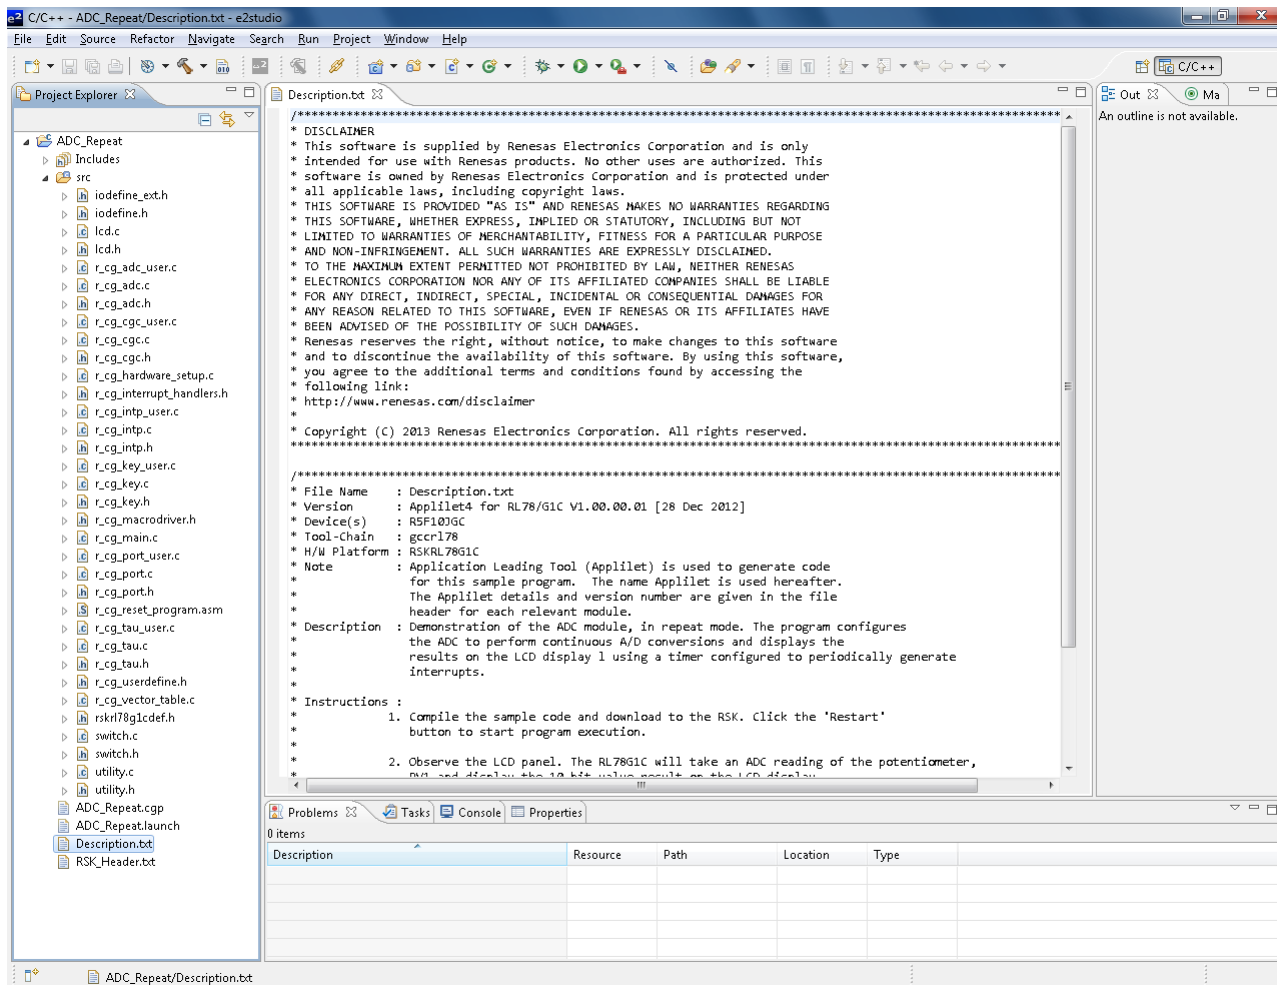 C/C++ - ADC_Repeat/Description.txt - e2studio
File Edit Source Refactor Navigate Search Run Project Window Help
C/C++
Project Explorer
ADC_Repeat
Includes
src
iodefine_ext.h
iodefine.h
lcd.c
lcd.h
r_cg_adc_user.c
r_cg_adc.c
r_cg_adc.h
r_cg_cgc_user.c
r_cg_cgc.c
r_cg_cgc.h
r_cg_hardware_setup.c
r_cg_interrupt_handlers.h
r_cg_intp_user.c
r_cg_intp.c
r_cg_intp.h
r_cg_key_user.c
r_cg_key.c
r_cg_key.h
r_cg_macrodriver.h
r_cg_main.c
r_cg_port_user.c
r_cg_port.c
r_cg_port.h
r_cg_reset_program.asm
r_cg_tau_user.c
r_cg_tau.c
r_cg_tau.h
r_cg_userdefine.h
r_cg_vector_table.c
rskrl78g1cdef.h
switch.c
switch.h
utility.c
utility.h
ADC_Repeat.cgp
ADC_Repeat.launch
Description.txt
RSK_Header.txt
Description.txt
* DISCLAIMER
* This software is supplied by Renesas Electronics Corporation and is only
* intended for use with Renesas products. No other uses are authorized. This
* software is owned by Renesas Electronics Corporation and is protected under
* all applicable laws, including copyright laws.
* THIS SOFTWARE IS PROVIDED "AS IS" AND RENESAS MAKES NO WARRANTIES REGARDING
* THIS SOFTWARE, WHETHER EXPRESS, IMPLIED OR STATUTORY, INCLUDING BUT NOT
* LIMITED TO WARRANTIES OF MERCHANTABILITY, FITNESS FOR A PARTICULAR PURPOSE
* AND NON-INFRINGEMENT. ALL SUCH WARRANTIES ARE EXPRESSLY DISCLAIMED.
* TO THE MAXIMUM EXTENT PERMITTED NOT PROHIBITED BY LAW, NEITHER RENESAS
* ELECTRONICS CORPORATION NOR ANY OF ITS AFFILIATED COMPANIES SHALL BE LIABLE
* FOR ANY DIRECT, INDIRECT, SPECIAL, INCIDENTAL OR CONSEQUENTIAL DAMAGES FOR
* ANY REASON RELATED TO THIS SOFTWARE, EVEN IF RENESAS OR ITS AFFILIATES HAVE
* BEEN ADVISED OF THE POSSIBILITY OF SUCH DAMAGES.
* Renesas reserves the right, without notice, to make changes to this software
* and to discontinue the availability of this software. By using this software,
* you agree to the additional terms and conditions found by accessing the
* following link:
* http://www.renesas.com/disclaimer
*
* Copyright (C) 2013 Renesas Electronics Corporation. All rights reserved.
* File Name : Description.txt
* Version : Applilet4 for RL78/G1C V1.00.00.01 [28 Dec 2012]
* Device(s) : R5F10JGC
* Tool-Chain : gccrl78
* H/W Platform : RSKRL78G1C
* Note : Application Leading Tool (Applilet) is used to generate code
* for this sample program. The name Applilet is used hereafter.
* The Applilet details and version number are given in the file
* header for each relevant module.
* Description : Demonstration of the ADC module, in repeat mode. The program configures
* the ADC to perform continuous A/D conversions and displays the
* results on the LCD display l using a timer configured to periodically generate
* interrupts.
*
* Instructions :
* 1. Compile the sample code and download to the RSK. Click the 'Restart'
* button to start program execution.
*
* 2. Observe the LCD panel. The RL78G1C will take an ADC reading of the potentiometer,
* RV1 and display the 10 bit value result on the LCD display
Out
Ma
An outline is not available.
Problems Tasks Console Properties
0 items
Description Resource Path Location Type
ADC_Repeat/Description.txt